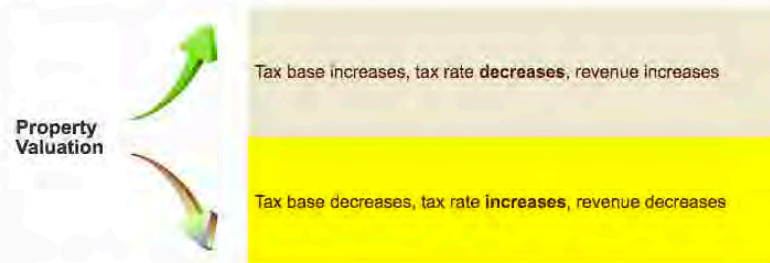 Tax base increases, tax rate decreases, revenue increases
Property
Valuation
Tax base decreases, tax rate increases, revenue decreases